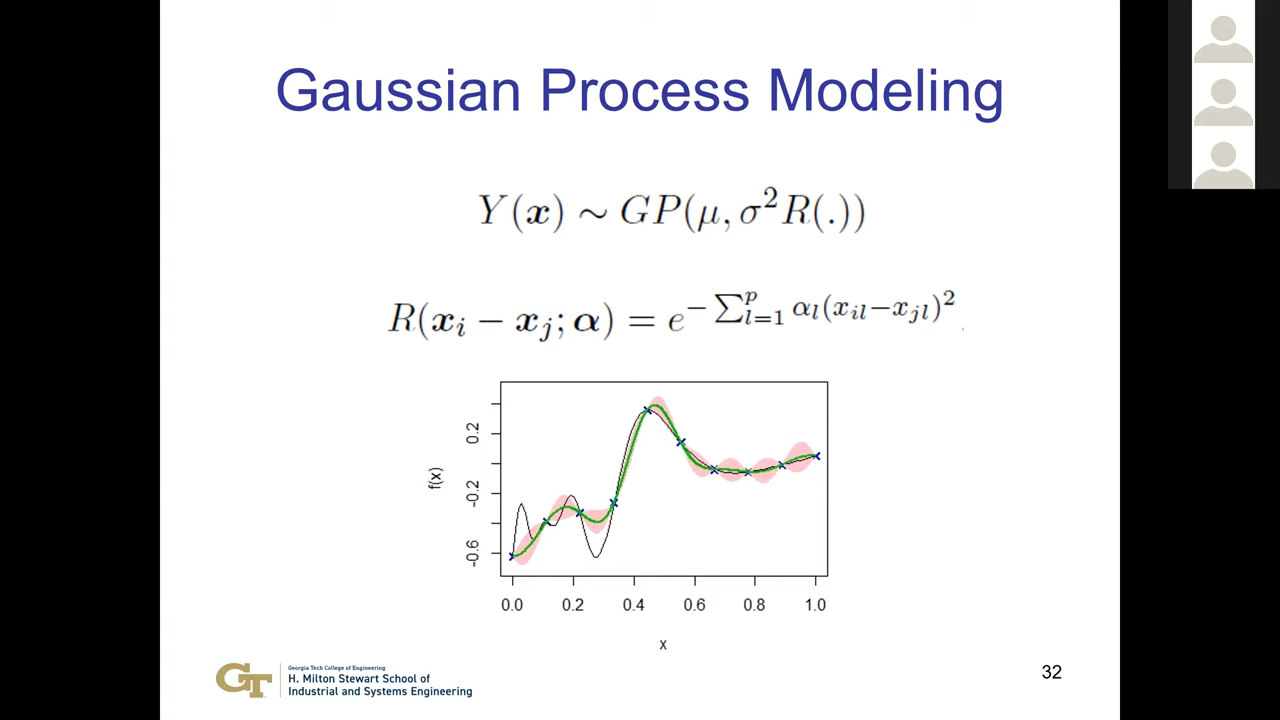 Gaussian Process Modeling
Y(x) ∼ GP(μ, σ²R(.))
R(xᵢ − xⱼ; α) = e^{−∑_{l=1}^{p} α_l(x_{il}−x_{jl})²}
0.2
-0.2
-0.6
f(x)
0.0 0.2 0.4 0.6 0.8 1.0
x
GT
Georgia Tech College of Engineering
H. Milton Stewart School of
Industrial and Systems Engineering
32